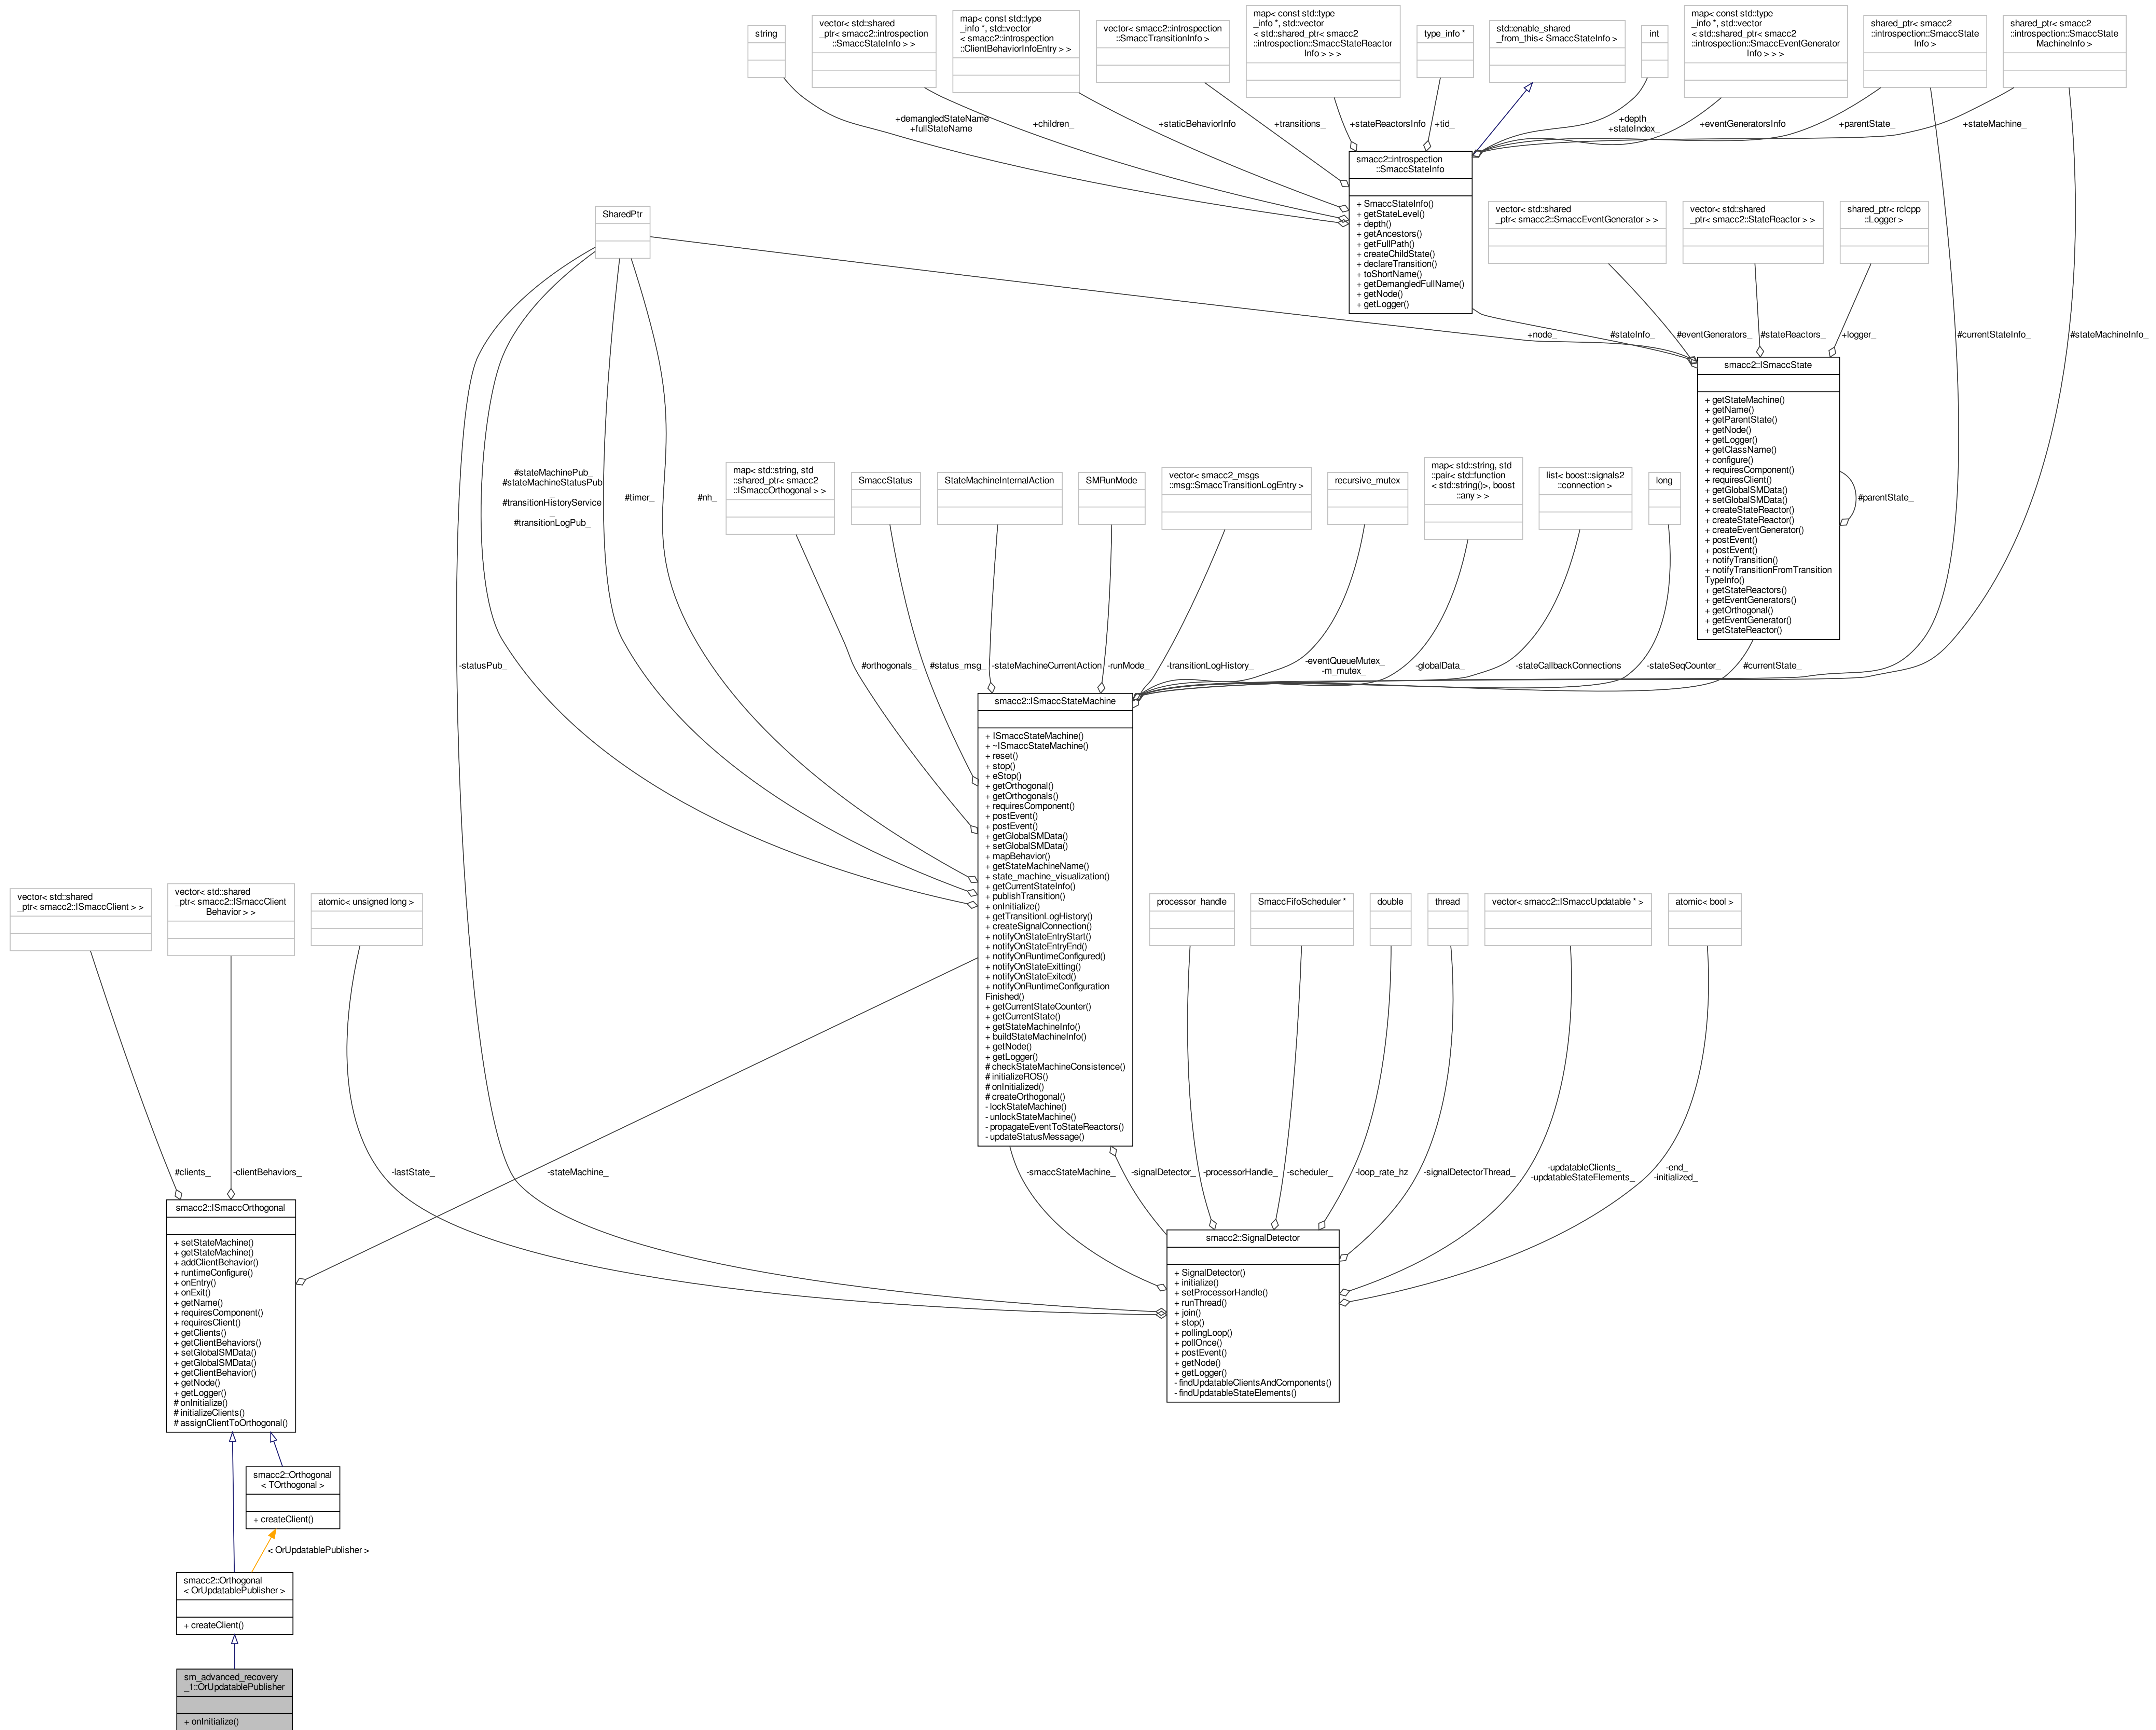 string
vector< std::shared
_ptr< smacc2::introspection
::SmaccStateInfo > >
map< const std::type
_info *, std::vector
< smacc2::introspection
::ClientBehaviorInfoEntry > >
vector< smacc2::introspection
::SmaccTransitionInfo >
map< const std::type
_info *, std::vector
< std::shared_ptr< smacc2
::introspection::SmaccStateReactor
Info > > >
type_info *
std::enable_shared
_from_this< SmaccStateInfo >
int
map< const std::type
_info *, std::vector
< std::shared_ptr< smacc2
::introspection::SmaccEventGenerator
Info > > >
shared_ptr< smacc2
::introspection::SmaccState
Info >
shared_ptr< smacc2
::introspection::SmaccState
MachineInfo >
+demangledStateName
+fullStateName
+children_
+staticBehaviorInfo
+transitions_
+stateReactorsInfo
+tid_
+depth_
+stateIndex_
+eventGeneratorsInfo
+parentState_
+stateMachine_
smacc2::introspection
::SmaccStateInfo
+ SmaccStateInfo()
+ getStateLevel()
+ depth()
+ getAncestors()
+ getFullPath()
+ createChildState()
+ declareTransition()
+ toShortName()
+ getDemangledFullName()
+ getNode()
+ getLogger()
SharedPtr
vector< std::shared
_ptr< smacc2::SmaccEventGenerator > >
vector< std::shared
_ptr< smacc2::StateReactor > >
shared_ptr< rclcpp
::Logger >
+node_
#stateInfo_
#eventGenerators_
#stateReactors_
+logger_
#currentStateInfo_
#stateMachineInfo_
smacc2::ISmaccState
+ getStateMachine()
+ getName()
+ getParentState()
+ getNode()
+ getLogger()
+ getClassName()
+ configure()
+ requiresComponent()
+ requiresClient()
+ getGlobalSMData()
+ setGlobalSMData()
+ createStateReactor()
+ createStateReactor()
+ createEventGenerator()
+ postEvent()
+ postEvent()
+ notifyTransition()
+ notifyTransitionFromTransition
TypeInfo()
+ getStateReactors()
+ getEventGenerators()
+ getOrthogonal()
+ getEventGenerator()
+ getStateReactor()
#parentState_
#stateMachinePub_
#stateMachineStatusPub
_
#transitionHistoryService
_
#transitionLogPub_
#timer_
#nh_
map< std::string, std
::shared_ptr< smacc2
::ISmaccOrthogonal > >
SmaccStatus
StateMachineInternalAction
SMRunMode
vector< smacc2_msgs
::msg::SmaccTransitionLogEntry >
recursive_mutex
map< std::string, std
::pair< std::function
< std::string()>, boost
::any > >
list< boost::signals2
::connection >
long
-statusPub_
#orthogonals_
#status_msg_
-stateMachineCurrentAction
-runMode_
-transitionLogHistory_
-eventQueueMutex_
-m_mutex_
-globalData_
-stateCallbackConnections
-stateSeqCounter_
#currentState_
smacc2::ISmaccStateMachine
+ ISmaccStateMachine()
+ ~ISmaccStateMachine()
+ reset()
+ stop()
+ eStop()
+ getOrthogonal()
+ getOrthogonals()
+ requiresComponent()
+ postEvent()
+ postEvent()
+ getGlobalSMData()
+ setGlobalSMData()
+ mapBehavior()
+ getStateMachineName()
+ state_machine_visualization()
+ getCurrentStateInfo()
+ publishTransition()
+ onInitialize()
+ getTransitionLogHistory()
+ createSignalConnection()
+ notifyOnStateEntryStart()
+ notifyOnStateEntryEnd()
+ notifyOnRuntimeConfigured()
+ notifyOnStateExitting()
+ notifyOnStateExited()
+ notifyOnRuntimeConfiguration
Finished()
+ getCurrentStateCounter()
+ getCurrentState()
+ getStateMachineInfo()
+ buildStateMachineInfo()
+ getNode()
+ getLogger()
# checkStateMachineConsistence()
# initializeROS()
# onInitialized()
# createOrthogonal()
- lockStateMachine()
- unlockStateMachine()
- propagateEventToStateReactors()
- updateStatusMessage()
vector< std::shared
_ptr< smacc2::ISmaccClient > >
vector< std::shared
_ptr< smacc2::ISmaccClient
Behavior > >
atomic< unsigned long >
processor_handle
SmaccFifoScheduler *
double
thread
vector< smacc2::ISmaccUpdatable * >
atomic< bool >
#clients_
-clientBehaviors_
-lastState_
-stateMachine_
-smaccStateMachine_
-signalDetector_
-processorHandle_
-scheduler_
-loop_rate_hz
-signalDetectorThread_
-updatableClients_
-updatableStateElements_
-end_
-initialized_
smacc2::ISmaccOrthogonal
+ setStateMachine()
+ getStateMachine()
+ addClientBehavior()
+ runtimeConfigure()
+ onEntry()
+ onExit()
+ getName()
+ requiresComponent()
+ requiresClient()
+ getClients()
+ getClientBehaviors()
+ setGlobalSMData()
+ getGlobalSMData()
+ getClientBehavior()
+ getNode()
+ getLogger()
# onInitialize()
# initializeClients()
# assignClientToOrthogonal()
smacc2::SignalDetector
+ SignalDetector()
+ initialize()
+ setProcessorHandle()
+ runThread()
+ join()
+ stop()
+ pollingLoop()
+ pollOnce()
+ postEvent()
+ getNode()
+ getLogger()
- findUpdatableClientsAndComponents()
- findUpdatableStateElements()
smacc2::Orthogonal
< TOrthogonal >
+ createClient()
< OrUpdatablePublisher >
smacc2::Orthogonal
< OrUpdatablePublisher >
+ createClient()
sm_advanced_recovery
_1::OrUpdatablePublisher
+ onInitialize()